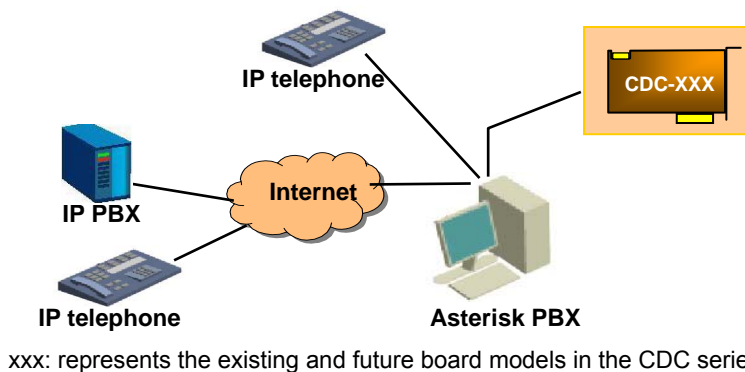 IP telephone
CDC-XXX
Internet
IP PBX
IP telephone
Asterisk PBX
xxx: represents the existing and future board models in the CDC serie